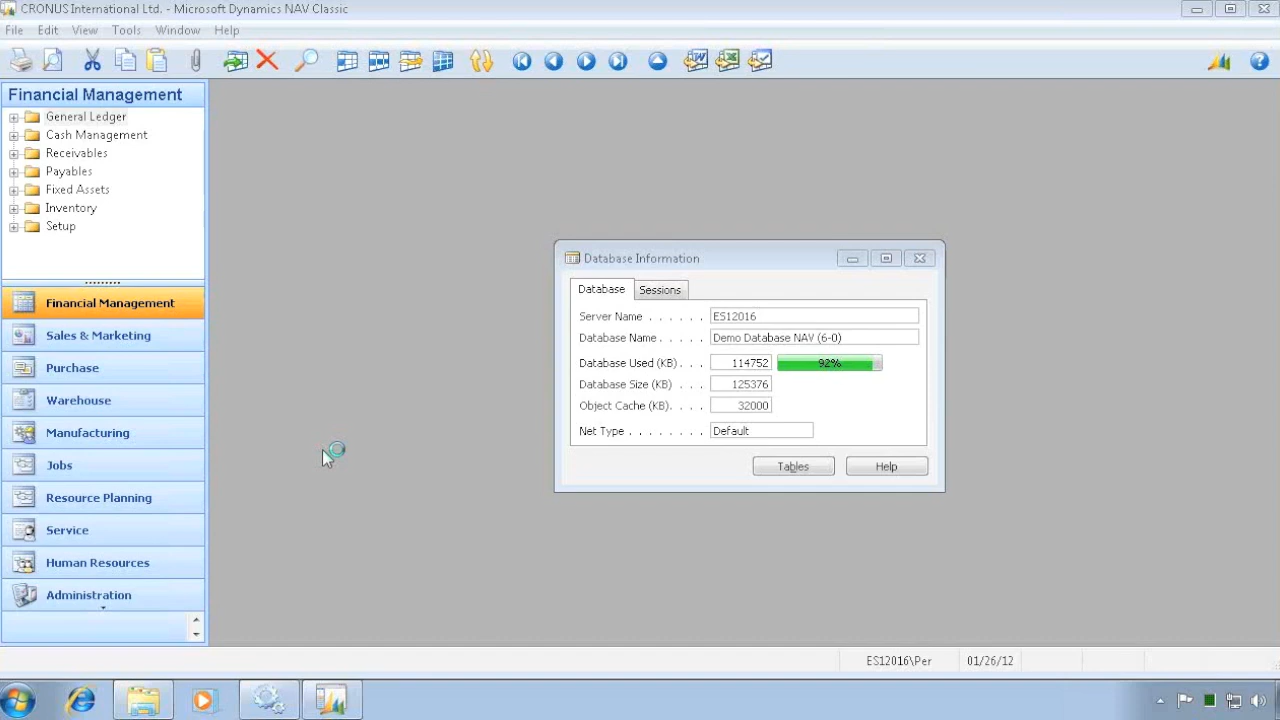 CRONUS International Ltd. - Microsoft Dynamics NAV Classic
File Edit View Tools Window Help
Financial Management
General Ledger
Cash Management
Receivables
Payables
Fixed Assets
Inventory
Setup
Financial Management
Sales & Marketing
Purchase
Warehouse
Manufacturing
Jobs
Resource Planning
Service
Human Resources
Administration
Database Information
Database Sessions
Server Name . . . . . . ES12016
Database Name . . . . . Demo Database NAV (6-0)
Database Used (KB) . . . 114752 92%
Database Size (KB) . . . 125376
Object Cache (KB). . . . 32000
Net Type . . . . . . . . Default
Tables Help
ES12016\Per 01/26/12